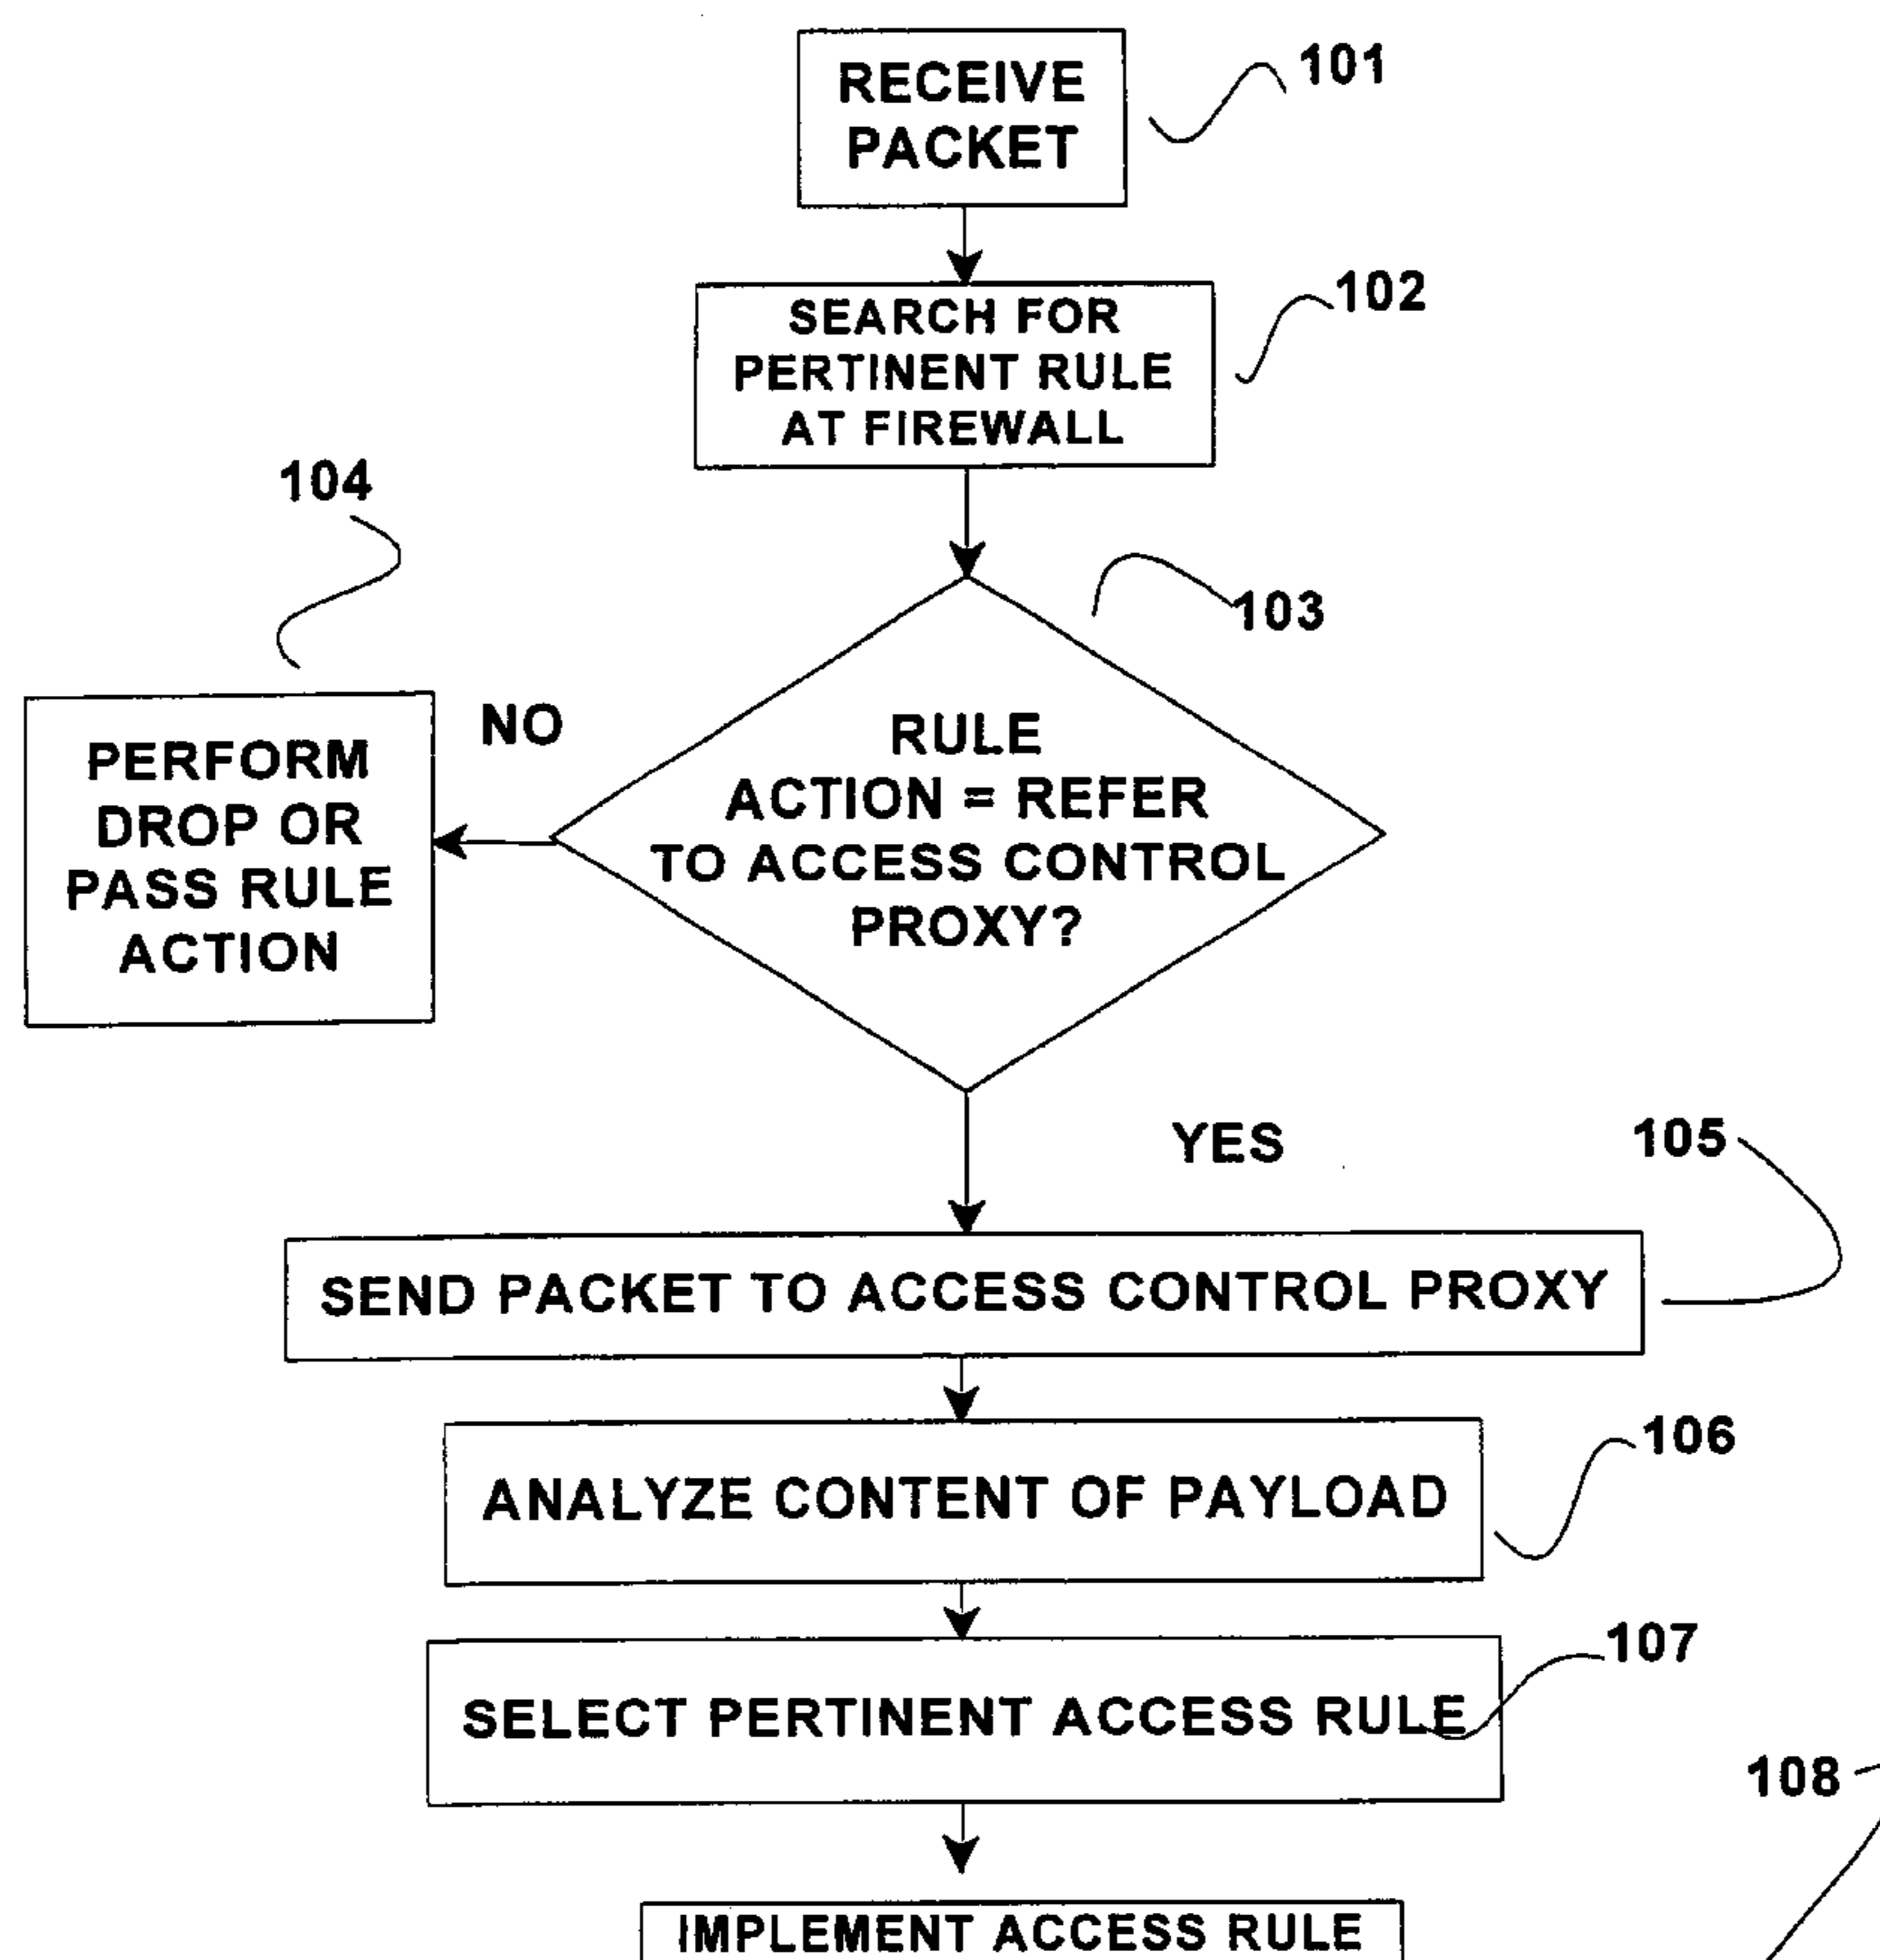 RECEIVE
PACKET
101
SEARCH FOR
PERTINENT RULE
AT FIREWALL
102
104
103
PERFORM
DROP OR
PASS RULE
ACTION
NO
RULE
ACTION = REFER
TO ACCESS CONTROL
PROXY?
YES
105
SEND PACKET TO ACCESS CONTROL PROXY
ANALYZE CONTENT OF PAYLOAD
106
SELECT PERTINENT ACCESS RULE
107
108
IMPLEMENT ACCESS RULE